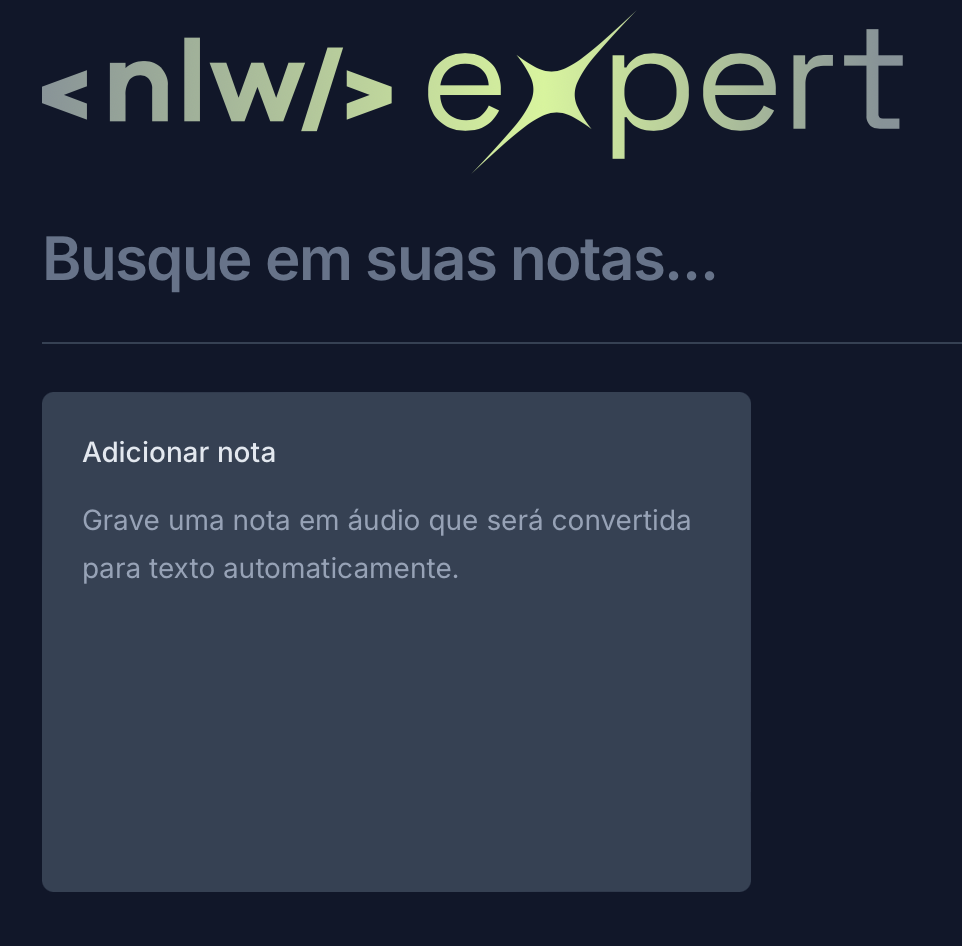 <nlw/> expert
Busque em suas notas...
Adicionar nota
Grave uma nota em áudio que será convertida
para texto automaticamente.